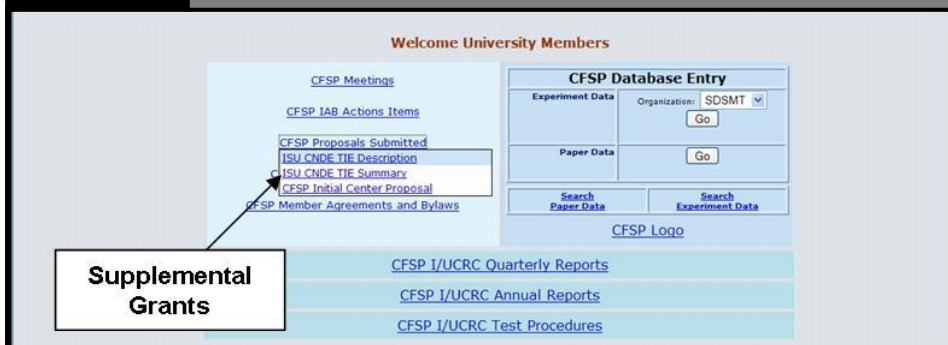 Welcome University Members
CFSP Meetings
CFSP IAB Actions Items
CFSP Proposals Submitted
ISU CNDE TIE Description
C
ISU CNDE TIE Summary
CFSP Initial Center Proposal
CFSP Member Agreements and Bylaws
CFSP Database Entry
Experiment Data
Organization: SDSMT
Go
Paper Data
Go
Search
Paper Data
Search
Experiment Data
CFSP Logo
CFSP I/UCRC Quarterly Reports
CFSP I/UCRC Annual Reports
CFSP I/UCRC Test Procedures
Supplemental
Grants